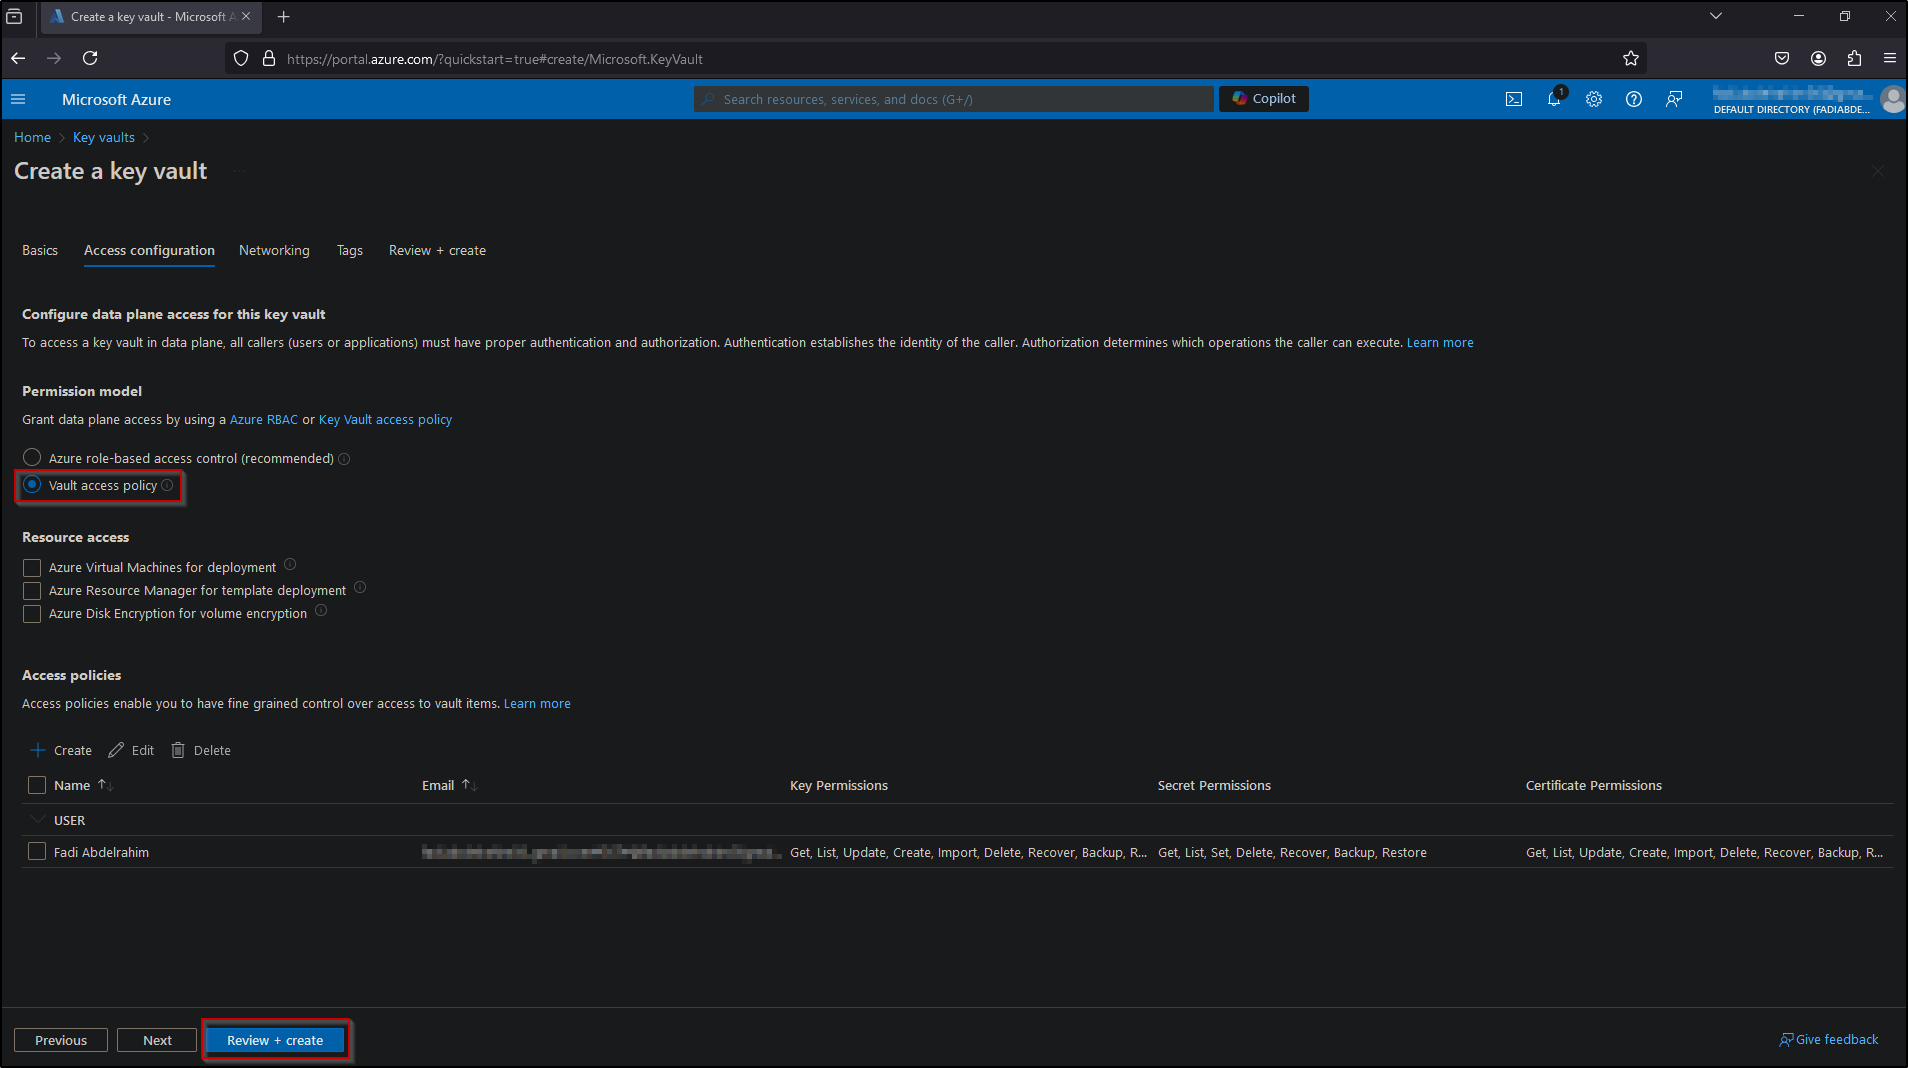 Create a key vault - Microsoft A
https://portal.azure.com/?quickstart=true#create/Microsoft.KeyVault
Microsoft Azure
Search resources, services, and docs (G+/)
Copilot
1
DEFAULT DIRECTORY (FADIABDE...
Home > Key vaults >
Create a key vault ...
Basics Access configuration Networking Tags Review + create
Configure data plane access for this key vault
To access a key vault in data plane, all callers (users or applications) must have proper authentication and authorization. Authentication establishes the identity of the caller. Authorization determines which operations the caller can execute. Learn more
Permission model
Grant data plane access by using a Azure RBAC or Key Vault access policy
Azure role-based access control (recommended)
Vault access policy
Resource access
Azure Virtual Machines for deployment
Azure Resource Manager for template deployment
Azure Disk Encryption for volume encryption
Access policies
Access policies enable you to have fine grained control over access to vault items. Learn more
Create Edit Delete
Name Email Key Permissions Secret Permissions Certificate Permissions
USER
Fadi Abdelrahim Get, List, Update, Create, Import, Delete, Recover, Backup, R... Get, List, Set, Delete, Recover, Backup, Restore Get, List, Update, Create, Import, Delete, Recover, Backup, R...
Previous Next Review + create Give feedback